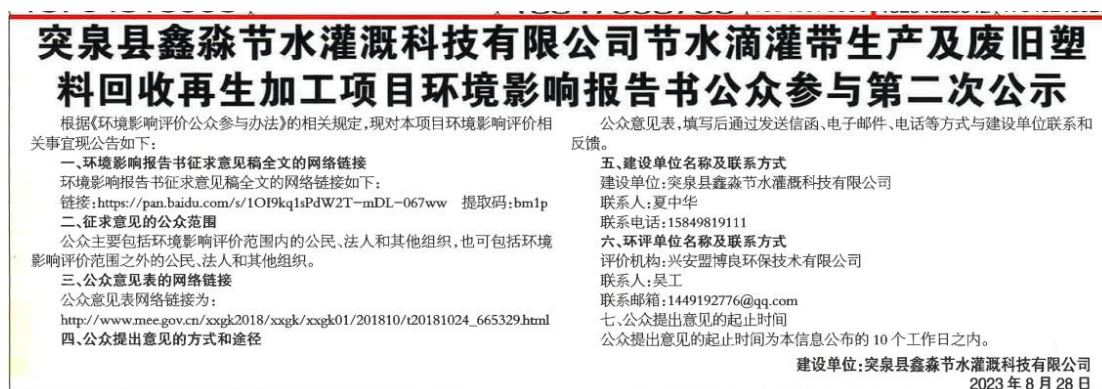 突泉县鑫淼节水灌溉科技有限公司节水滴灌带生产及废旧塑
料回收再生加工项目环境影响报告书公众参与第二次公示
根据《环境影响评价公众参与办法》的相关规定,现对本项目环境影响评价相
关事宜现公告如下:
一、环境影响报告书征求意见稿全文的网络链接
环境影响报告书征求意见稿全文的网络链接如下:
链接:https://pan.baidu.com/s/1OI9kq1sPdW2T-mDL-067ww 提取码:bm1p
二、征求意见的公众范围
公众主要包括环境影响评价范围内的公民、法人和其他组织,也可包括环境
影响评价范围之外的公民、法人和其他组织。
三、公众意见表的网络链接
公众意见表网络链接为:
http://www.mee.gov.cn/xxgk2018/xxgk/xxgk01/201810/t20181024_665329.html
四、公众提出意见的方式和途径
公众意见表,填写后通过发送信函、电子邮件、电话等方式与建设单位联系和
反馈。
五、建设单位名称及联系方式
建设单位:突泉县鑫淼节水灌溉科技有限公司
联系人:夏中华
联系电话:15849819111
六、环评单位名称及联系方式
评价机构:兴安盟博良环保技术有限公司
联系人:吴工
联系邮箱:1449192776@qq.com
七、公众提出意见的起止时间
公众提出意见的起止时间为本信息公布的10个工作日之内。
建设单位:突泉县鑫淼节水灌溉科技有限公司
2023年8月28日